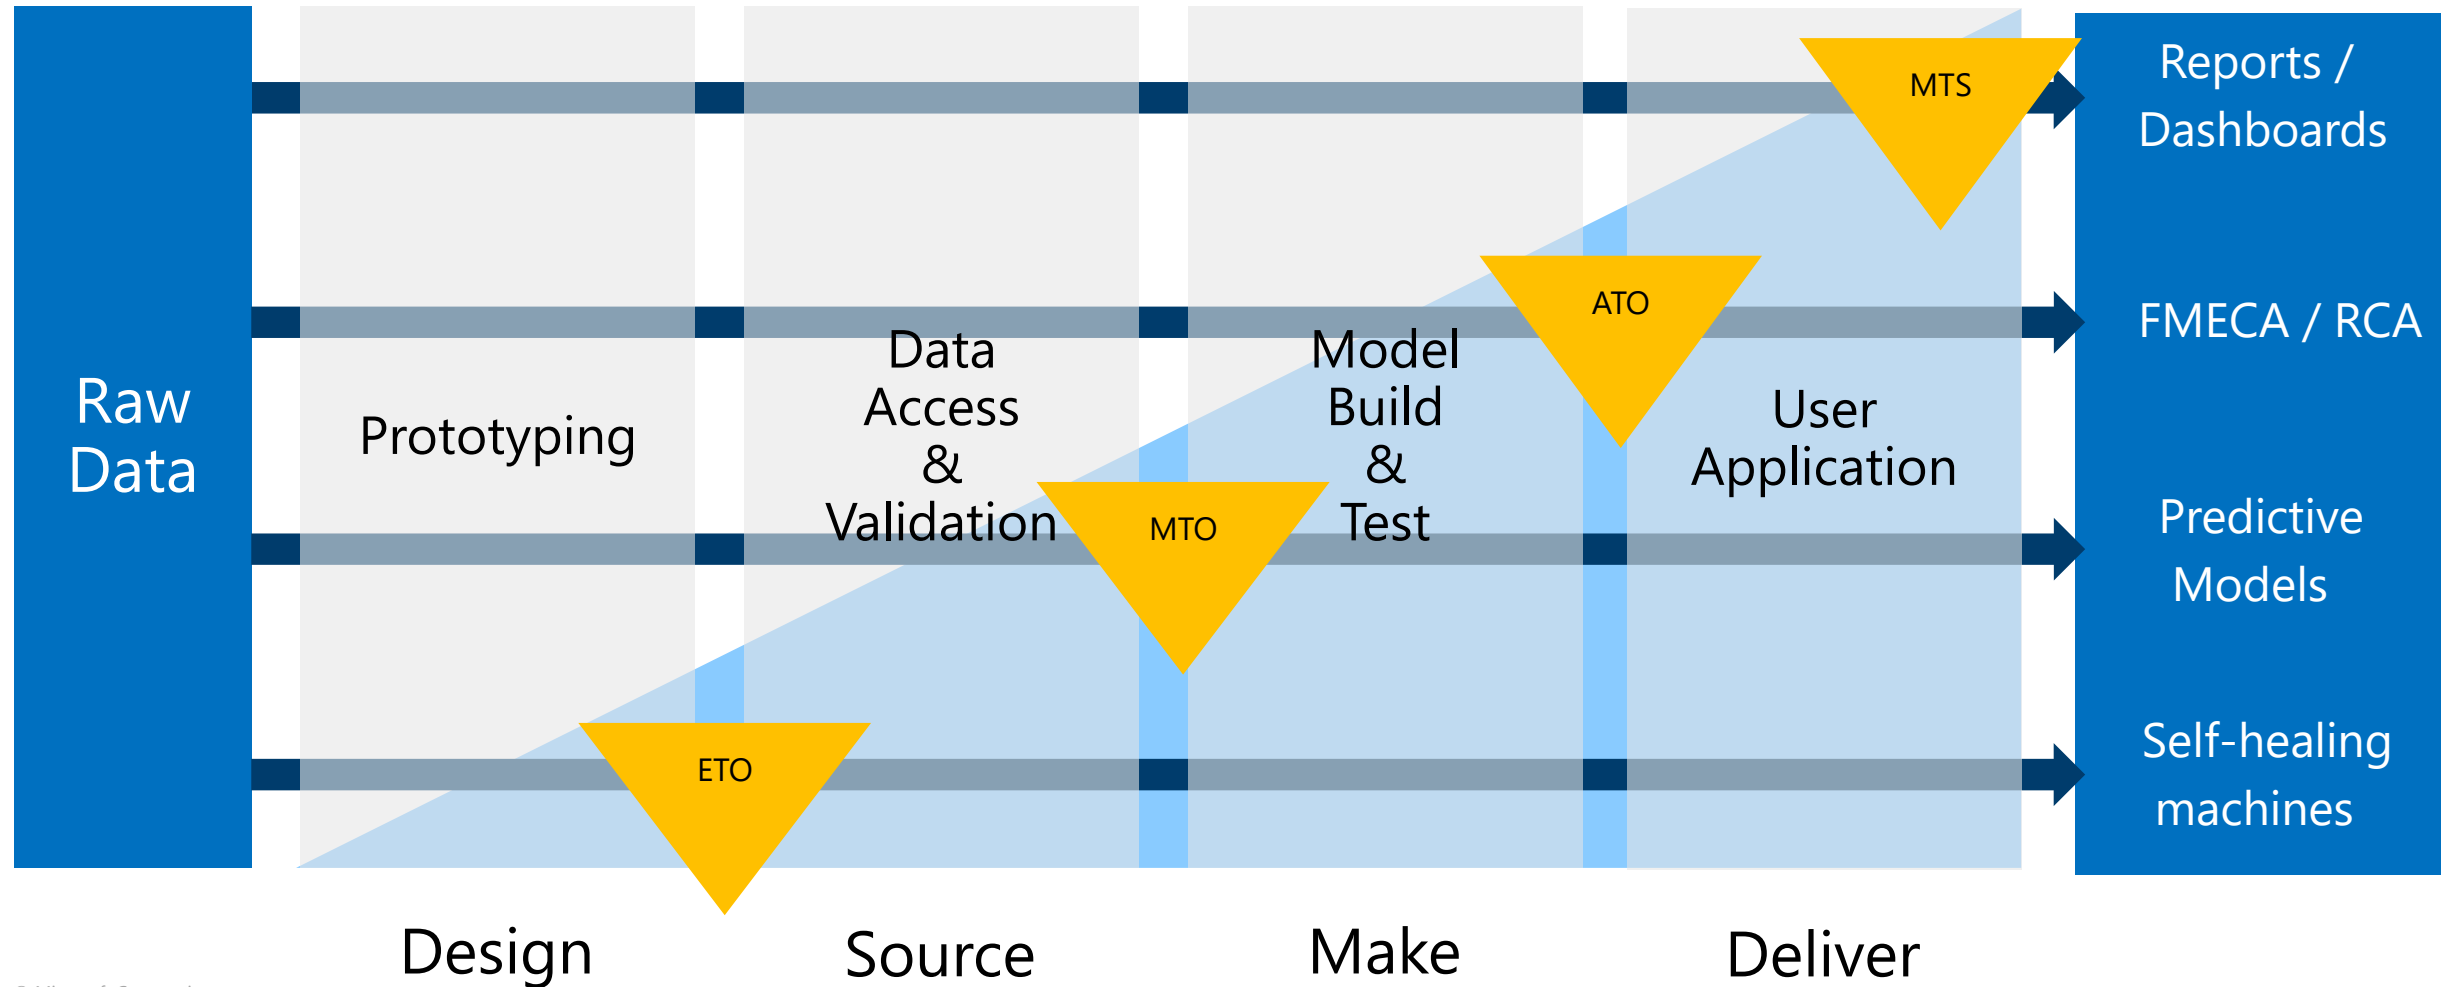 Raw
Data
Prototyping
Data
Access
&
Validation
Model
Build
&
Test
User
Application
MTS
ATO
MTO
ETO
Reports /
Dashboards
FMECA / RCA
Predictive
Models
Self-healing
machines
Design
Source
Make
Deliver